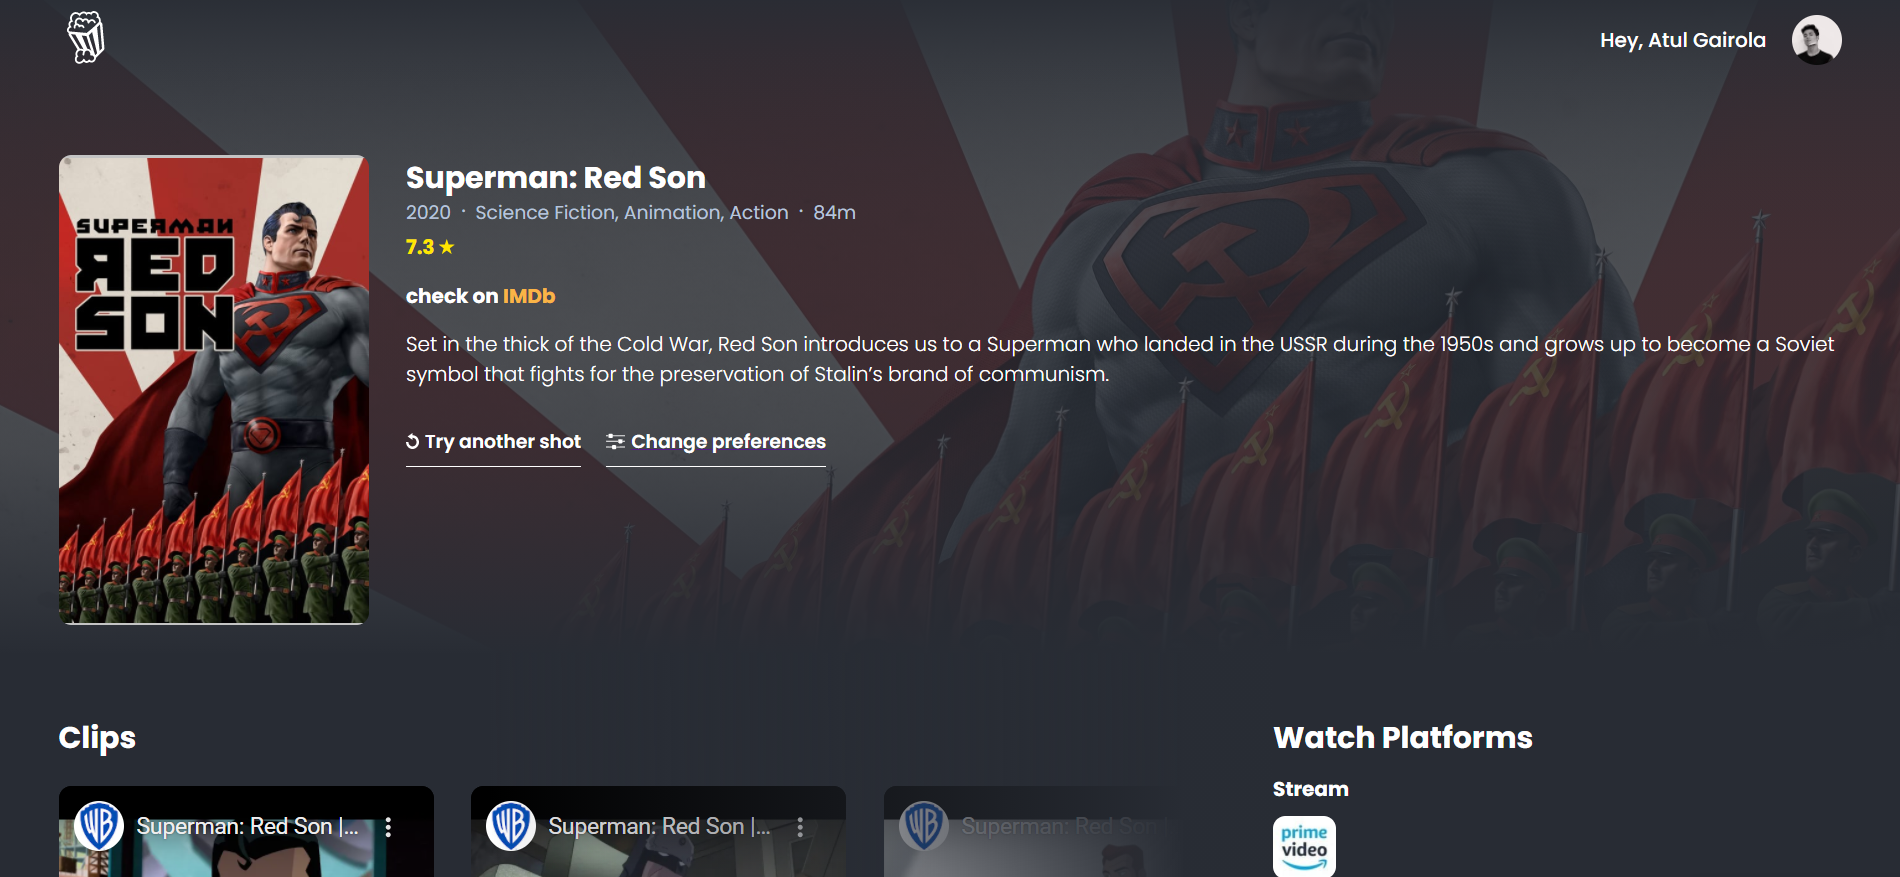 Hey, Atul Gairola
SUPERMAN
RED
SON
Superman: Red Son
2020 · Science Fiction, Animation, Action · 84m
7.3 ★
check on IMDb
Set in the thick of the Cold War, Red Son introduces us to a Superman who landed in the USSR during the 1950s and grows up to become a Soviet
symbol that fights for the preservation of Stalin’s brand of communism.
Try another shot
Change preferences
Clips
Watch Platforms
Stream
WB
Superman: Red Son |...
WB
Superman: Red Son |...
WB
Superman: Red Son |
prime
video